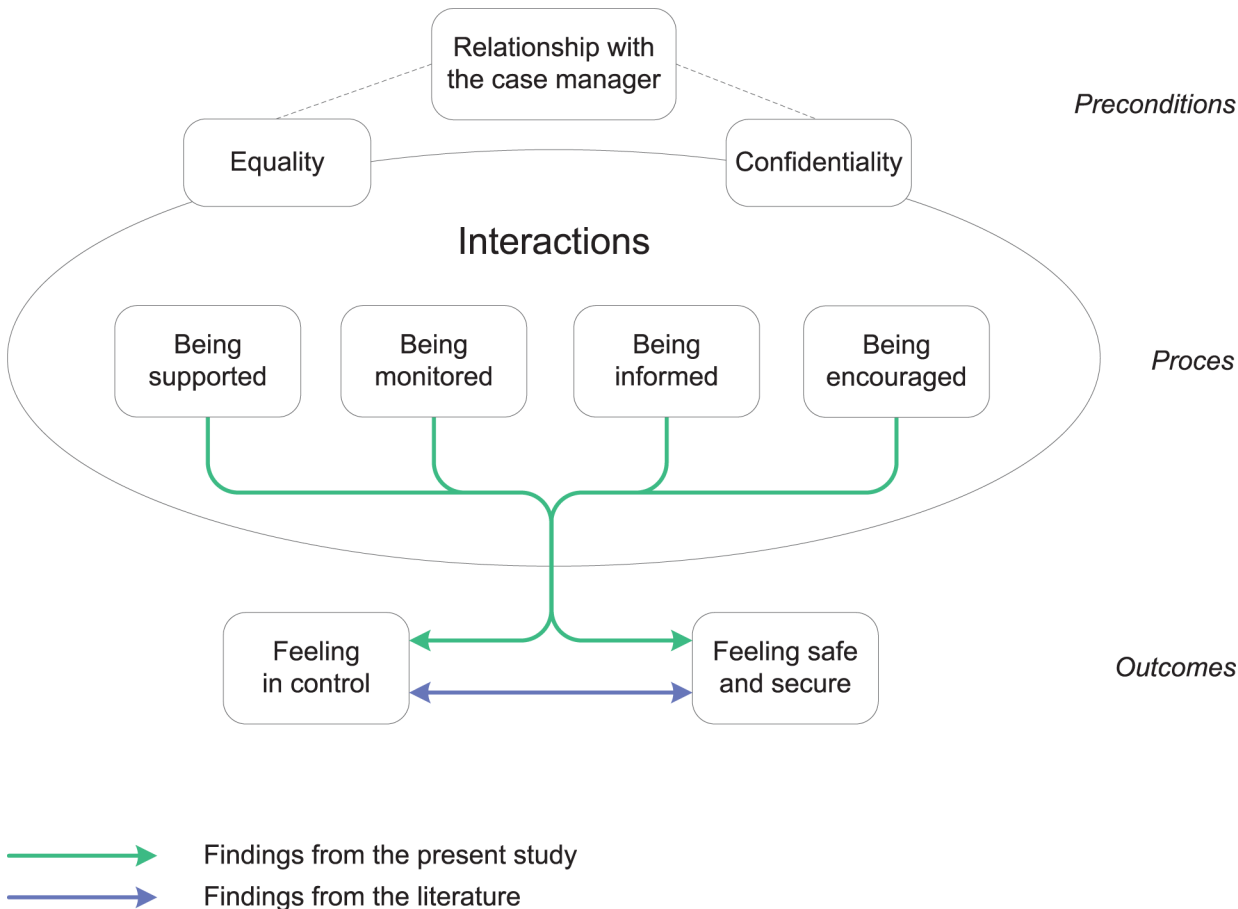 Relationship with
the case manager
Preconditions
Equality
Confidentiality
Interactions
Being
supported
Being
monitored
Being
informed
Being
encouraged
Proces
Feeling
in control
Feeling safe
and secure
Outcomes
Findings from the present study
Findings from the literature